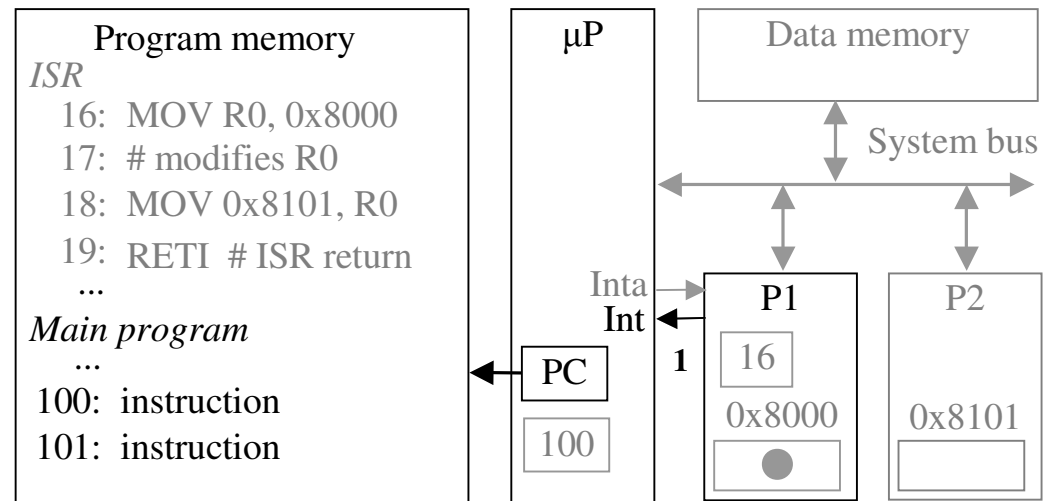 Program memory
ISR
16: MOV R0, 0x8000
17: # modifies R0
18: MOV 0x8101, R0
19: RETI # ISR return
...
Main program
...
100: instruction
101: instruction
μP
Inta
Int
PC
100
Data memory
System bus
1
P1
16
0x8000
P2
0x8101